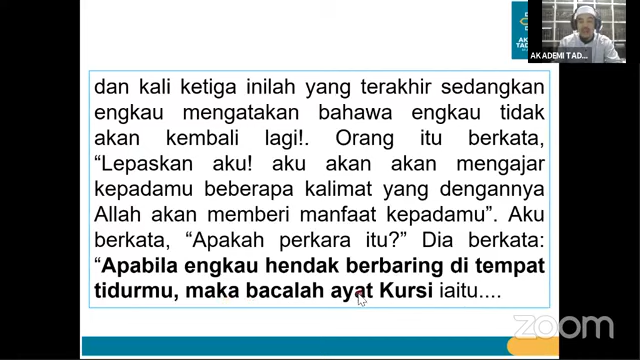 dan kali ketiga inilah yang terakhir sedangkan
engkau mengatakan bahawa engkau tidak
akan kembali lagi!. Orang itu berkata,
“Lepaskan aku! aku akan akan mengajar
kepadamu beberapa kalimat yang dengannya
Allah akan memberi manfaat kepadamu”. Aku
berkata, “Apakah perkara itu?” Dia berkata:
“Apabila engkau hendak berbaring di tempat
tidurmu, maka bacalah ayat Kursi iaitu....
AKADEMI TAD...
zoom